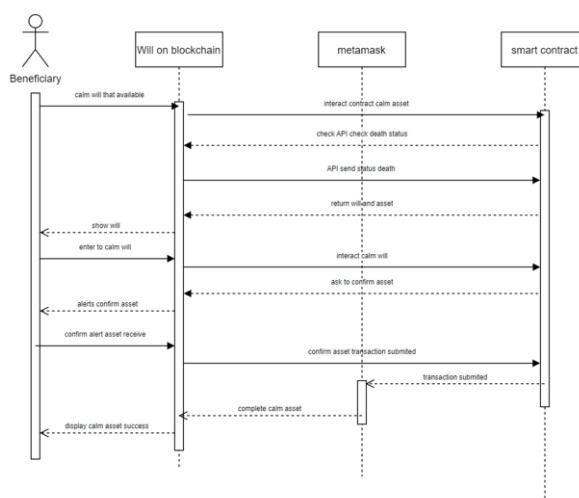 Will on blockchain
metamask
smart contract
Beneficiary
calm will that available
interact contract calm asset
check API check death status
API send status death
return will and asset
show will
enter to calm will
interact calm will
ask to confirm asset
alerts confirm asset
confirm alert asset receive
confirm asset transaction submited
transaction submited
complete calm asset
display calm asset success